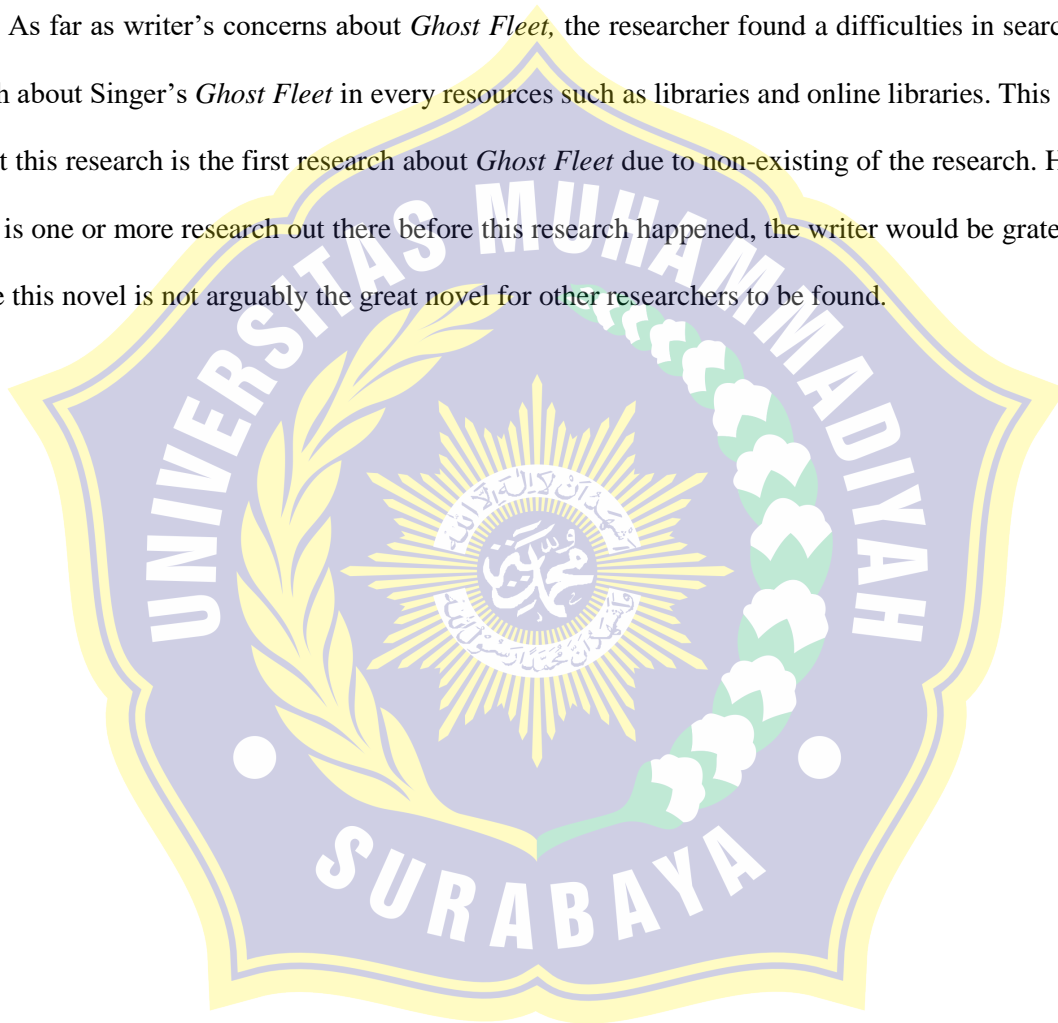 As far as writer's concerns about Ghost Fleet, the researcher found a difficulties in searc
h about Singer's Ghost Fleet in every resources such as libraries and online libraries. This
t this research is the first research about Ghost Fleet due to non-existing of the research. H
is one or more research out there before this research happened, the writer would be grate
e this novel is not arguably the great novel for other researchers to be found.
UNIVERSITAS MUHAMMADIYAH
SURABAYA